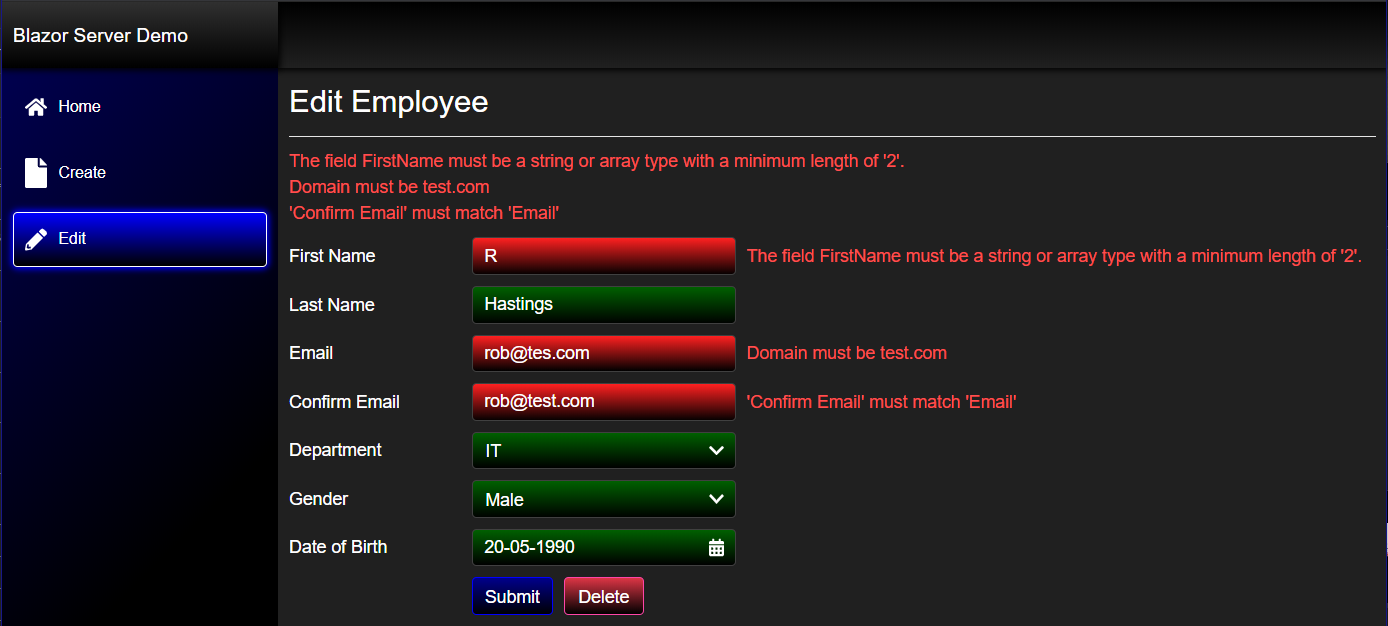 Blazor Server Demo
Home
Create
Edit
Edit Employee
The field FirstName must be a string or array type with a minimum length of '2'.
Domain must be test.com
'Confirm Email' must match 'Email'
First Name R The field FirstName must be a string or array type with a minimum length of '2'.
Last Name Hastings
Email rob@tes.com Domain must be test.com
Confirm Email rob@test.com 'Confirm Email' must match 'Email'
Department IT
Gender Male
Date of Birth 20-05-1990
Submit Delete